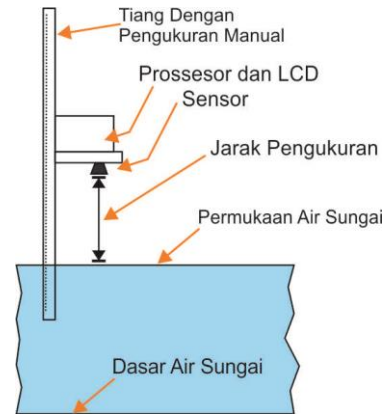 Tiang Dengan
Pengukuran Manual
Prossesor dan LCD
Sensor
Jarak Pengukuran
Permukaan Air Sungai
Dasar Air Sungai